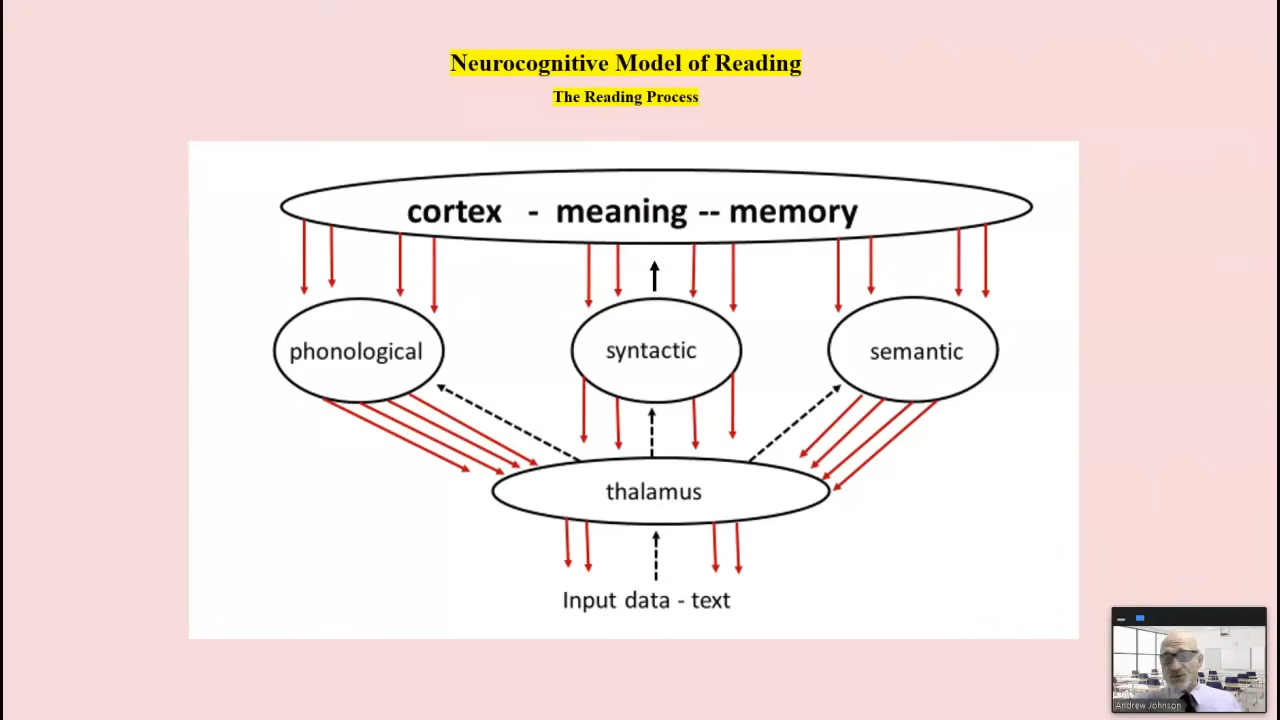 Neurocognitive Model of Reading
The Reading Process
cortex - meaning -- memory
phonological
syntactic
semantic
thalamus
Input data - text
Andrew Johnson